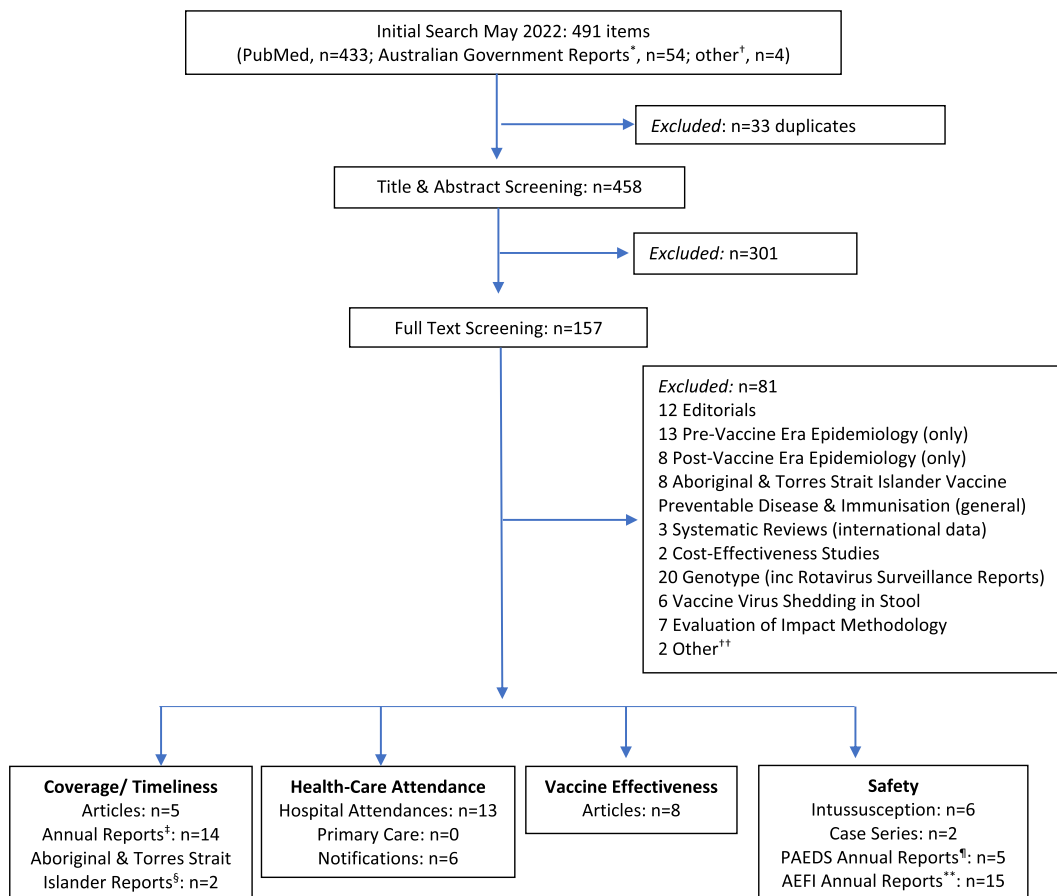 Initial Search May 2022: 491 items
(PubMed, n=433; Australian Government Reports*, n=54; other†, n=4)
Excluded: n=33 duplicates
Title & Abstract Screening: n=458
Excluded: n=301
Full Text Screening: n=157
Excluded: n=81
12 Editorials
13 Pre-Vaccine Era Epidemiology (only)
8 Post-Vaccine Era Epidemiology (only)
8 Aboriginal & Torres Strait Islander Vaccine
Preventable Disease & Immunisation (general)
3 Systematic Reviews (international data)
2 Cost-Effectiveness Studies
20 Genotype (inc Rotavirus Surveillance Reports)
6 Vaccine Virus Shedding in Stool
7 Evaluation of Impact Methodology
2 Other††
Coverage/ Timeliness
Articles: n=5
Annual Reports‡: n=14
Aboriginal & Torres Strait
Islander Reports§: n=2
Health-Care Attendance
Hospital Attendances: n=13
Primary Care: n=0
Notifications: n=6
Vaccine Effectiveness
Articles: n=8
Safety
Intussusception: n=6
Case Series: n=2
PAEDS Annual Reports¶: n=5
AEFI Annual Reports**: n=15